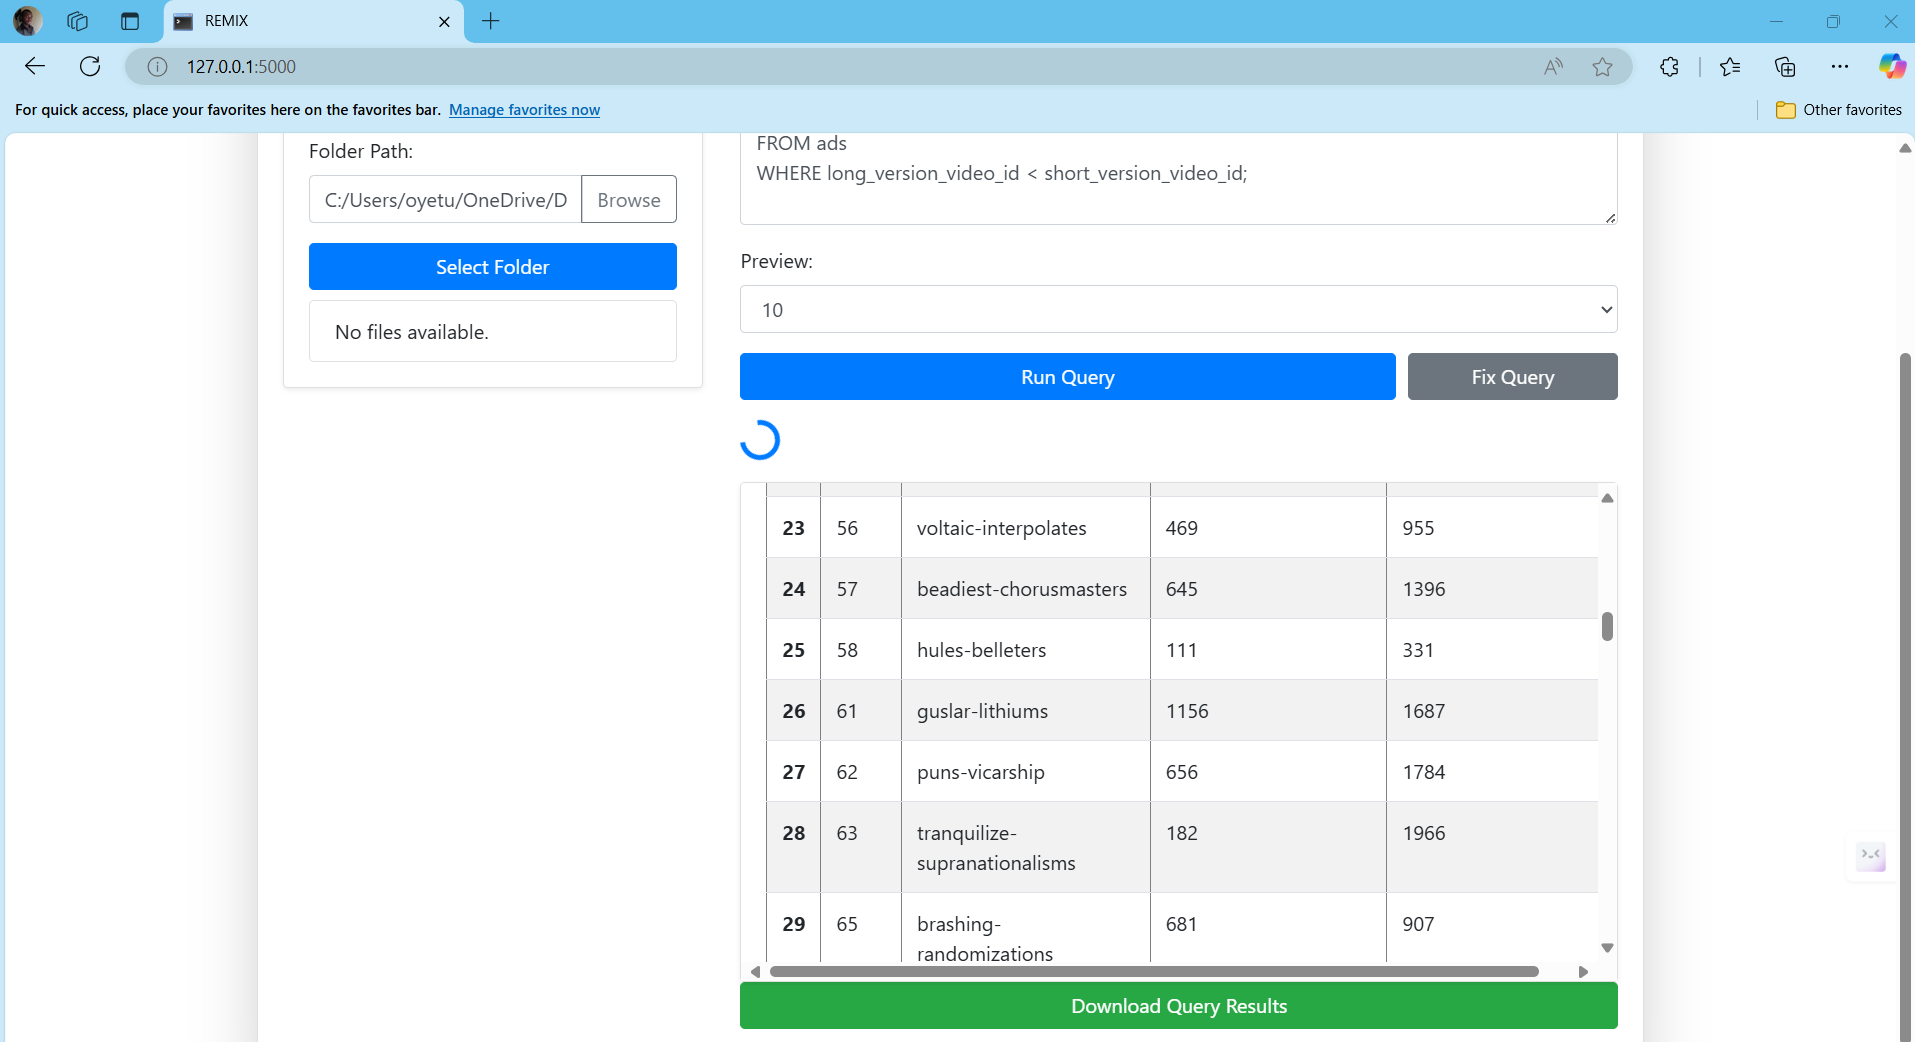 REMIX
127.0.0.1:5000
For quick access, place your favorites here on the favorites bar. Manage favorites now
Other favorites
Folder Path:
C:/Users/oyetu/OneDrive/D
Browse
Select Folder
No files available.
FROM ads
WHERE long_version_video_id < short_version_video_id;
Preview:
10
Run Query
Fix Query
23 56 voltaic-interpolates 469 955
24 57 beadiest-chorusmasters 645 1396
25 58 hules-belleters 111 331
26 61 guslar-lithiums 1156 1687
27 62 puns-vicarship 656 1784
28 63 tranquilize- 182 1966
supranationalisms
29 65 brashing- 681 907
randomizations
Download Query Results